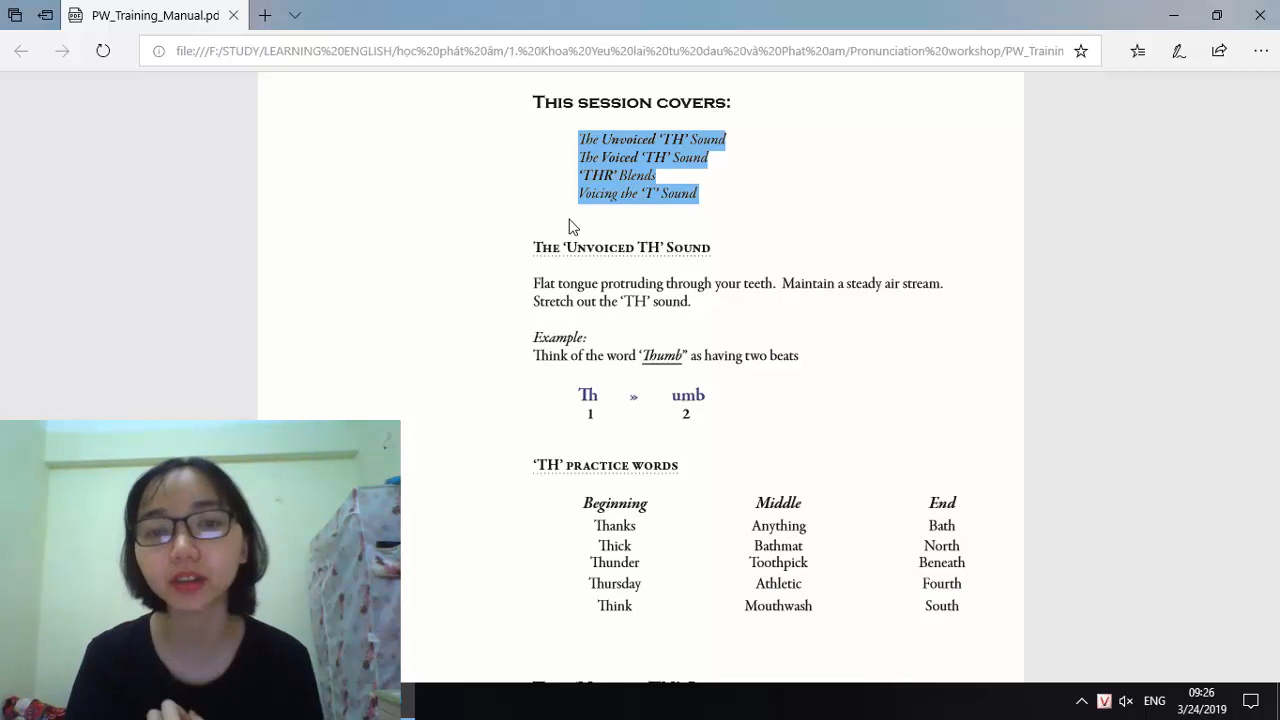 file:///F:/STUDY/LEARNING%20ENGLISH/học%20phát%20âm/1.%20Khoa%20Yeu%20lai%20tu%20dau%20và%20Phat%20am/Pronunciation%20workshop/PW_Trainin
This session covers:
The Unvoiced ‘TH’ Sound
The Voiced ‘TH’ Sound
‘THR’ Blends
Voicing the ‘T’ Sound
The ‘Unvoiced TH’ Sound
Flat tongue protruding through your teeth. Maintain a steady air stream.
Stretch out the ‘TH’ sound.
Example:
Think of the word ‘Thumb” as having two beats
Th » umb
1 2
‘TH’ practice words
Beginning Middle End
Thanks Anything Bath
Thick Bathmat North
Thunder Toothpick Beneath
Thursday Athletic Fourth
Think Mouthwash South
V ENG 09:26
3/24/2019